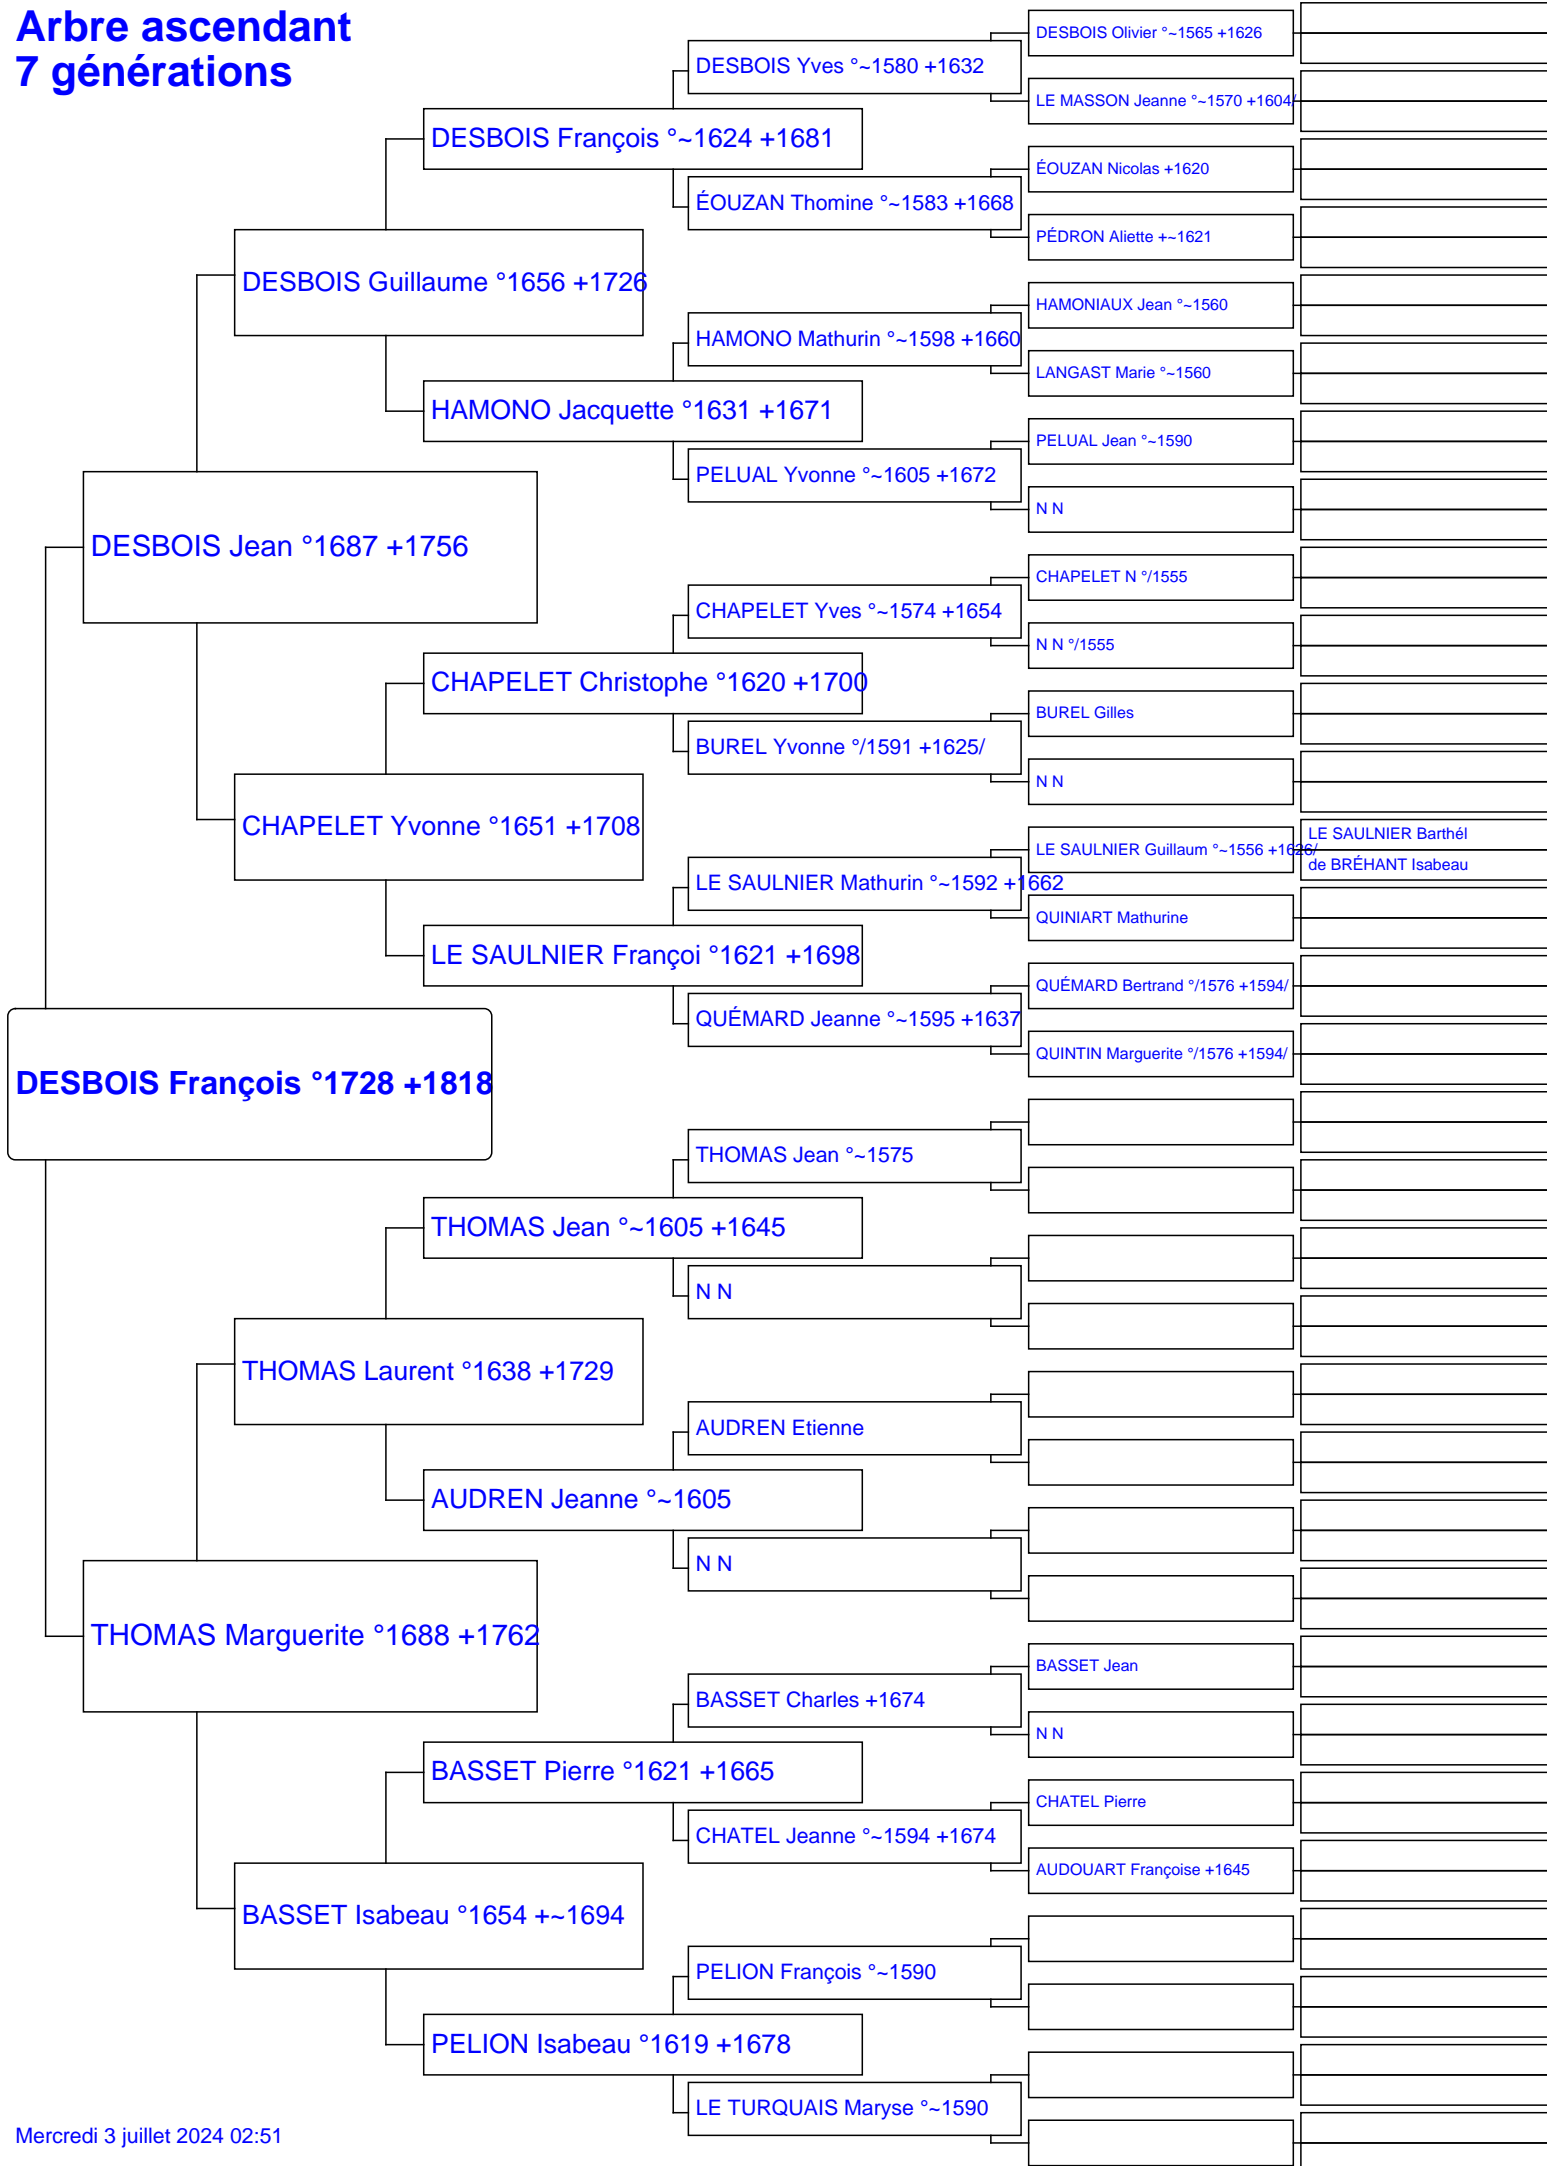 Arbre ascendant
7 générations
DESBOIS Olivier °~1565 +1626
DESBOIS Yves °~1580 +1632
LE MASSON Jeanne °~1570 +1604/
DESBOIS François °~1624 +1681
ÉOUZAN Nicolas +1620
ÉOUZAN Thomine °~1583 +1668
PÉDRON Aliette +~1621
DESBOIS Guillaume °1656 +1726
HAMONIAUX Jean °~1560
HAMONO Mathurin °~1598 +1660
LANGAST Marie °~1560
HAMONO Jacquette °1631 +1671
PELUAL Jean °~1590
PELUAL Yvonne °~1605 +1672
N N
DESBOIS Jean °1687 +1756
CHAPELET N °/1555
CHAPELET Yves °~1574 +1654
N N °/1555
CHAPELET Christophe °1620 +1700
BUREL Gilles
BUREL Yvonne °/1591 +1625/
N N
CHAPELET Yvonne °1651 +1708
LE SAULNIER Barthél
LE SAULNIER Guillaum °~1556 +1626/
de BRÉHANT Isabeau
LE SAULNIER Mathurin °~1592 +1662
QUINIART Mathurine
LE SAULNIER Françoi °1621 +1698
QUÉMARD Bertrand °/1576 +1594/
QUÉMARD Jeanne °~1595 +1637
QUINTIN Marguerite °/1576 +1594/
DESBOIS François °1728 +1818
THOMAS Jean °~1575
THOMAS Jean °~1605 +1645
N N
THOMAS Laurent °1638 +1729
AUDREN Etienne
AUDREN Jeanne °~1605
N N
THOMAS Marguerite °1688 +1762
BASSET Jean
BASSET Charles +1674
N N
BASSET Pierre °1621 +1665
CHATEL Pierre
CHATEL Jeanne °~1594 +1674
AUDOUART Françoise +1645
BASSET Isabeau °1654 +~1694
PELION François °~1590
PELION Isabeau °1619 +1678
LE TURQUAIS Maryse °~1590
Mercredi 3 juillet 2024 02:51